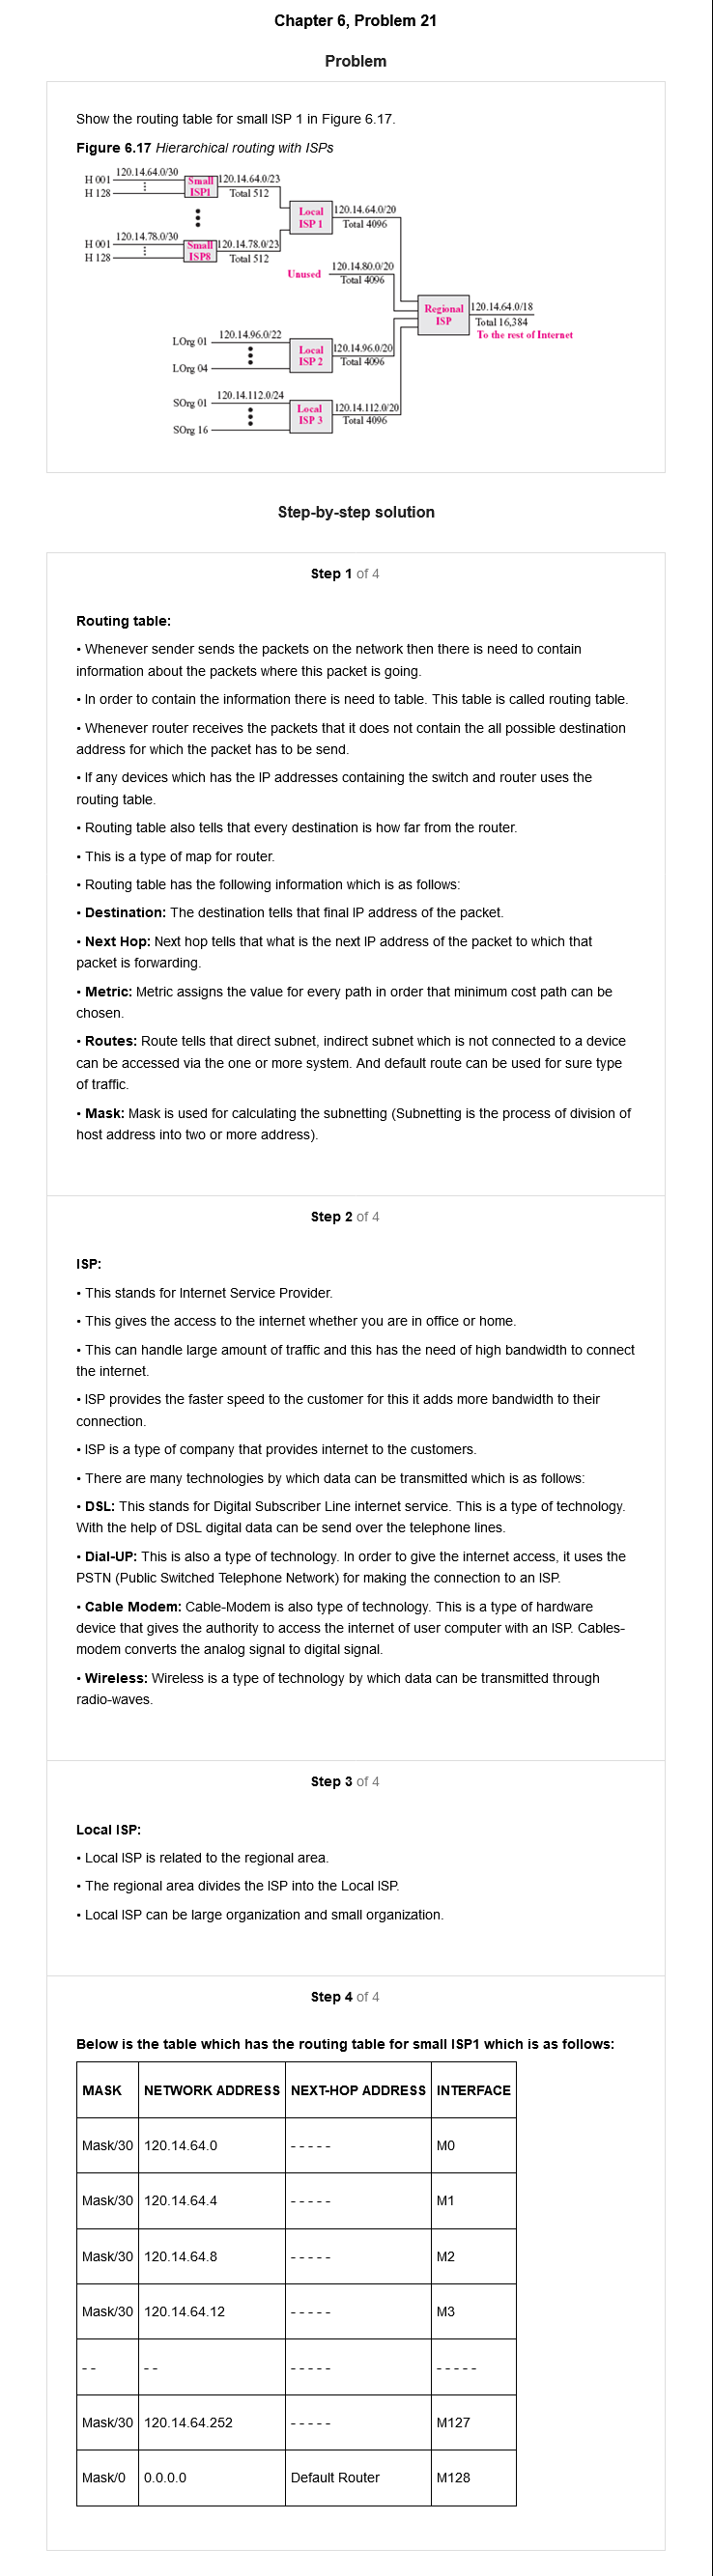 Chapter 6, Problem 21
Problem
Show the routing table for small ISP 1 in Figure 6.17.
Figure 6.17 Hierarchical routing with ISPs
H 001 120.14.64.0/30 Small 120.14.64.0/23
H 128 ISP1 Total 512
Local 120.14.64.0/20
ISP 1 Total 4096
H 001 120.14.78.0/30 Small 120.14.78.0/23
H 128 ISP8 Total 512
Unused 120.14.80.0/20
Total 4096
Regional 120.14.64.0/18
ISP Total 16,384
To the rest of Internet
LOrg 01 120.14.96.0/22 Local 120.14.96.0/20
LOrg 04 ISP 2 Total 4096
SOrg 01 120.14.112.0/24 Local 120.14.112.0/20
SOrg 16 ISP 3 Total 4096
Step-by-step solution
Step 1 of 4
Routing table:
• Whenever sender sends the packets on the network then there is need to contain
information about the packets where this packet is going.
• In order to contain the information there is need to table. This table is called routing table.
• Whenever router receives the packets that it does not contain the all possible destination
address for which the packet has to be send.
• If any devices which has the IP addresses containing the switch and router uses the
routing table.
• Routing table also tells that every destination is how far from the router.
• This is a type of map for router.
• Routing table has the following information which is as follows:
• Destination: The destination tells that final IP address of the packet.
• Next Hop: Next hop tells that what is the next IP address of the packet to which that
packet is forwarding.
• Metric: Metric assigns the value for every path in order that minimum cost path can be
chosen.
• Routes: Route tells that direct subnet, indirect subnet which is not connected to a device
can be accessed via the one or more system. And default route can be used for sure type
of traffic.
• Mask: Mask is used for calculating the subnetting (Subnetting is the process of division of
host address into two or more address).
Step 2 of 4
ISP:
• This stands for Internet Service Provider.
• This gives the access to the internet whether you are in office or home.
• This can handle large amount of traffic and this has the need of high bandwidth to connect
the internet.
• ISP provides the faster speed to the customer for this it adds more bandwidth to their
connection.
• ISP is a type of company that provides internet to the customers.
• There are many technologies by which data can be transmitted which is as follows:
• DSL: This stands for Digital Subscriber Line internet service. This is a type of technology.
With the help of DSL digital data can be send over the telephone lines.
• Dial-UP: This is also a type of technology. In order to give the internet access, it uses the
PSTN (Public Switched Telephone Network) for making the connection to an ISP.
• Cable Modem: Cable-Modem is also type of technology. This is a type of hardware
device that gives the authority to access the internet of user computer with an ISP. Cables-
modem converts the analog signal to digital signal.
• Wireless: Wireless is a type of technology by which data can be transmitted through
radio-waves.
Step 3 of 4
Local ISP:
• Local ISP is related to the regional area.
• The regional area divides the ISP into the Local ISP.
• Local ISP can be large organization and small organization.
Step 4 of 4
Below is the table which has the routing table for small ISP1 which is as follows:
MASK NETWORK ADDRESS NEXT-HOP ADDRESS INTERFACE
Mask/30 120.14.64.0 - - - - - M0
Mask/30 120.14.64.4 - - - - - M1
Mask/30 120.14.64.8 - - - - - M2
Mask/30 120.14.64.12 - - - - - M3
- - - - - - - - - - - - - -
Mask/30 120.14.64.252 - - - - - M127
Mask/0 0.0.0.0 Default Router M128